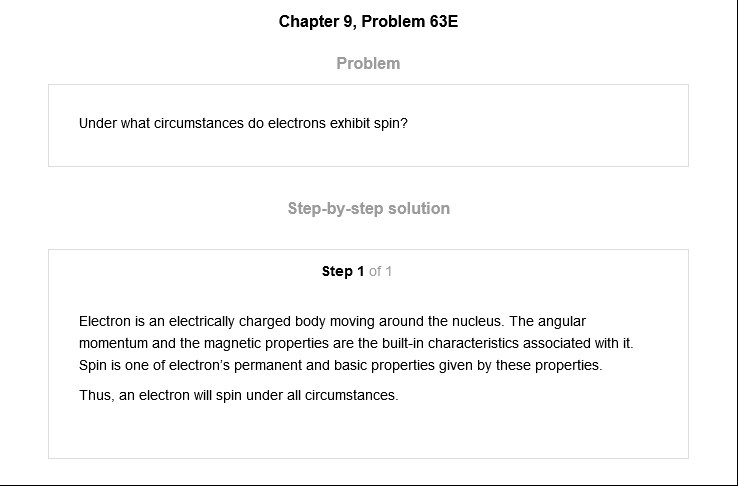 Chapter 9, Problem 63E
Problem
Under what circumstances do electrons exhibit spin?
Step-by-step solution
Step 1 of 1
Electron is an electrically charged body moving around the nucleus. The angular
momentum and the magnetic properties are the built-in characteristics associated with it.
Spin is one of electron's permanent and basic properties given by these properties.
Thus, an electron will spin under all circumstances.